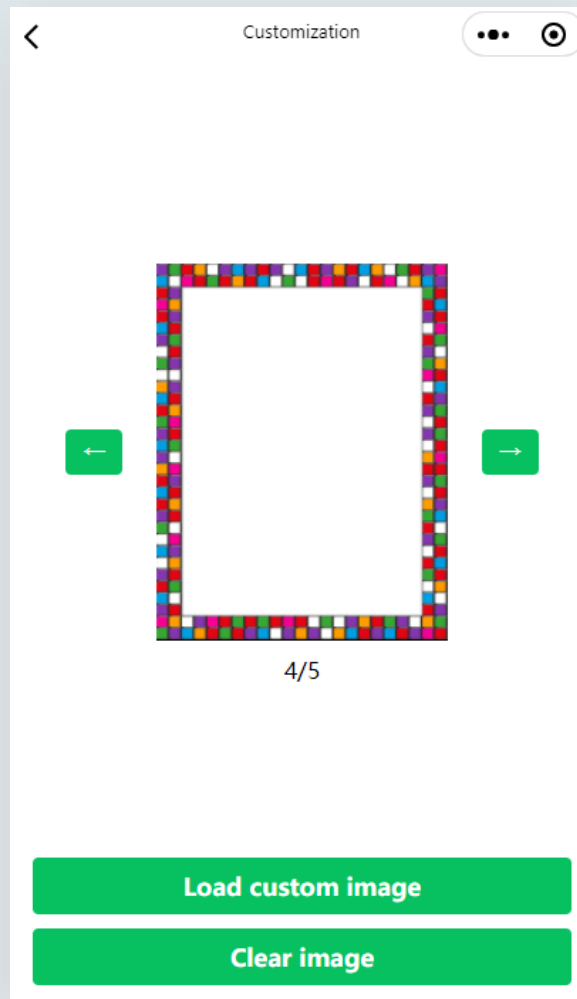 Customization
←
→
4/5
Load custom image
Clear image